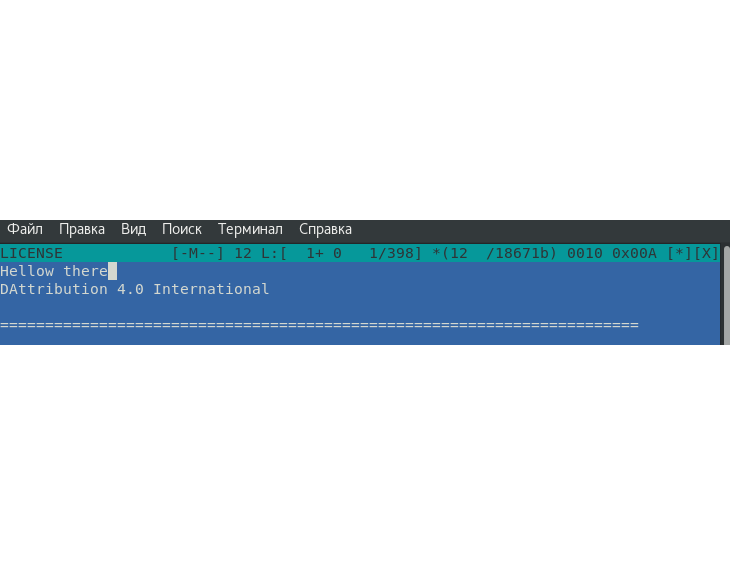 Файл Правка Вид Поиск Терминал Справка
LICENSE [-M--] 12 L:[ 1+ 0 1/398] *(12 /18671b) 0010 0x00A [*][X]
Hellow there
DAttribution 4.0 International
=======================================================================